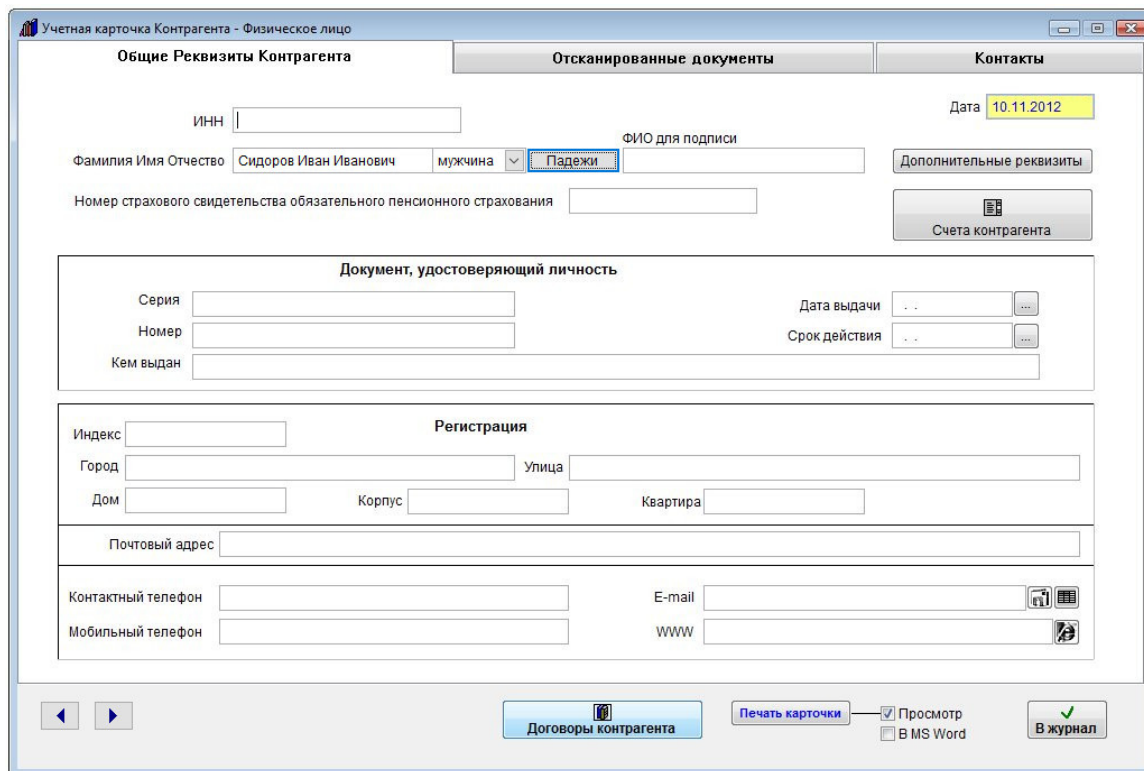 Учетная карточка Контрагента - Физическое лицо
Общие Реквизиты Контрагента Отсканированные документы Контакты
Дата 10.11.2012
ИНН
ФИО для подписи
Фамилия Имя Отчество Сидоров Иван Иванович мужчина Падежи Дополнительные реквизиты
Номер страхового свидетельства обязательного пенсионного страхования
Счета контрагента
Документ, удостоверяющий личность
Серия Дата выдачи . . ...
Номер Срок действия . . ...
Кем выдан
Регистрация
Индекс
Город Улица
Дом Корпус Квартира
Почтовый адрес
Контактный телефон E-mail
Мобильный телефон WWW
Договоры контрагента Печать карточки Просмотр В журнал
В MS Word